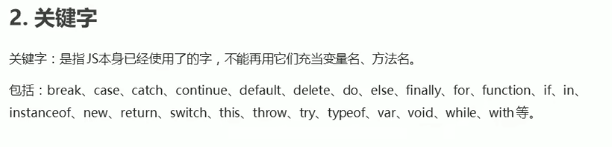 2. 关键字
关键字：是指 JS本身已经使用了的字，不能再用它们充当变量名、方法名。
包括：break、case、catch、continue、default、delete、do、else、finally、for、function、if、in、
instanceof、new、return、switch、this、throw、try、typeof、var、void、while、with 等。